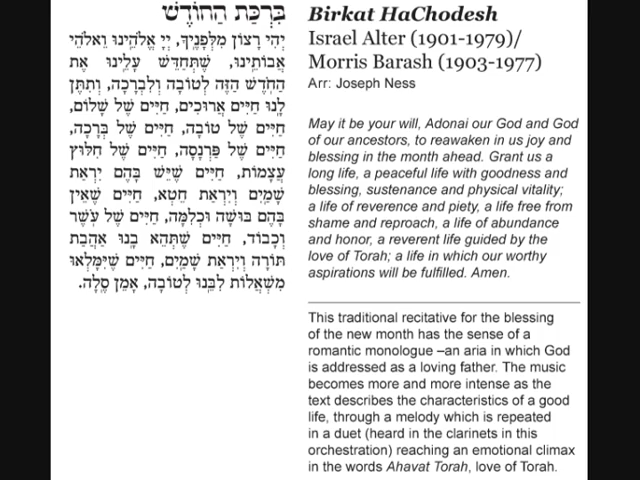 בִּרְכַּת הַחוֹדֶשׁ
יְהִי רָצוֹן מִלְּפָנֶֽיךָ, יְיָ אֱלֹהֵֽינוּ וֵאלֹהֵי
אֲבוֹתֵֽינוּ, שֶׁתְּחַדֵּשׁ עָלֵֽינוּ אֶת
הַחֹֽדֶשׁ הַזֶּה לְטוֹבָה וְלִבְרָכָה, וְתִתֶּן
לָֽנוּ חַיִּים אֲרוּכִים, חַיִּים שֶׁל שָׁלוֹם,
חַיִּים שֶׁל טוֹבָה, חַיִּים שֶׁל בְּרָכָה,
חַיִּים שֶׁל פַּרְנָסָה, חַיִּים שֶׁל חִלּוּץ
עֲצָמוֹת, חַיִּים שֶׁיֵּשׁ בָּהֶם יִרְאַת
שָׁמַֽיִם וְיִרְאַת חֵטְא, חַיִּים שֶׁאֵין
בָּהֶם בּוּשָׁה וּכְלִמָּה, חַיִּים שֶׁל עֹֽשֶׁר
וְכָבוֹד, חַיִּים שֶׁתְּהֵא בָֽנוּ אַהֲבַת
תּוֹרָה וְיִרְאַת שָׁמַֽיִם, חַיִּים שֶׁיִּמָּלְאוּ
מִשְׁאֲלוֹת לִבֵּֽנוּ לְטוֹבָה, אָמֵן סֶֽלָה.
Birkat HaChodesh
Israel Alter (1901-1979)/
Morris Barash (1903-1977)
Arr: Joseph Ness
May it be your will, Adonai our God and God
of our ancestors, to reawaken in us joy and
blessing in the month ahead. Grant us a
long life, a peaceful life with goodness and
blessing, sustenance and physical vitality;
a life of reverence and piety, a life free from
shame and reproach, a life of abundance
and honor, a reverent life guided by the
love of Torah; a life in which our worthy
aspirations will be fulfilled. Amen.
This traditional recitative for the blessing
of the new month has the sense of a
romantic monologue –an aria in which God
is addressed as a loving father. The music
becomes more and more intense as the
text describes the characteristics of a good
life, through a melody which is repeated
in a duet (heard in the clarinets in this
orchestration) reaching an emotional climax
in the words Ahavat Torah, love of Torah.